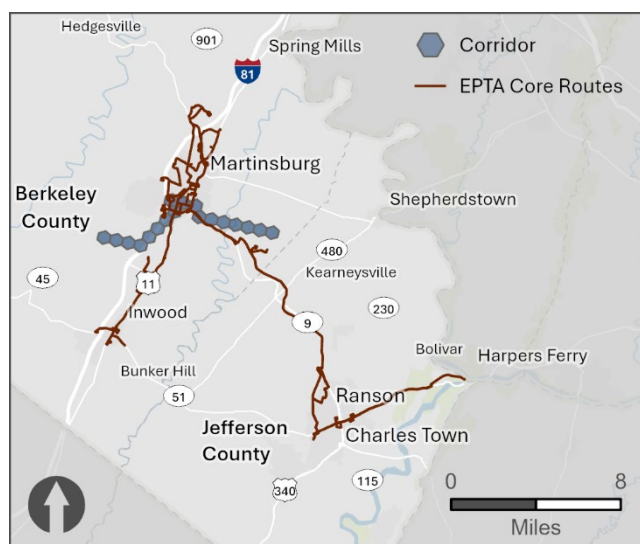 Hedgesville
901
Spring Mills
81
Corridor
EPTA Core Routes
Martinsburg
Berkeley
County
Shepherdstown
480
Kearneysville
45
11
Inwood
9
230
Bolivar
Harpers Ferry
Bunker Hill
51
Ranson
Jefferson
County
Charles Town
340
115
0
8
Miles